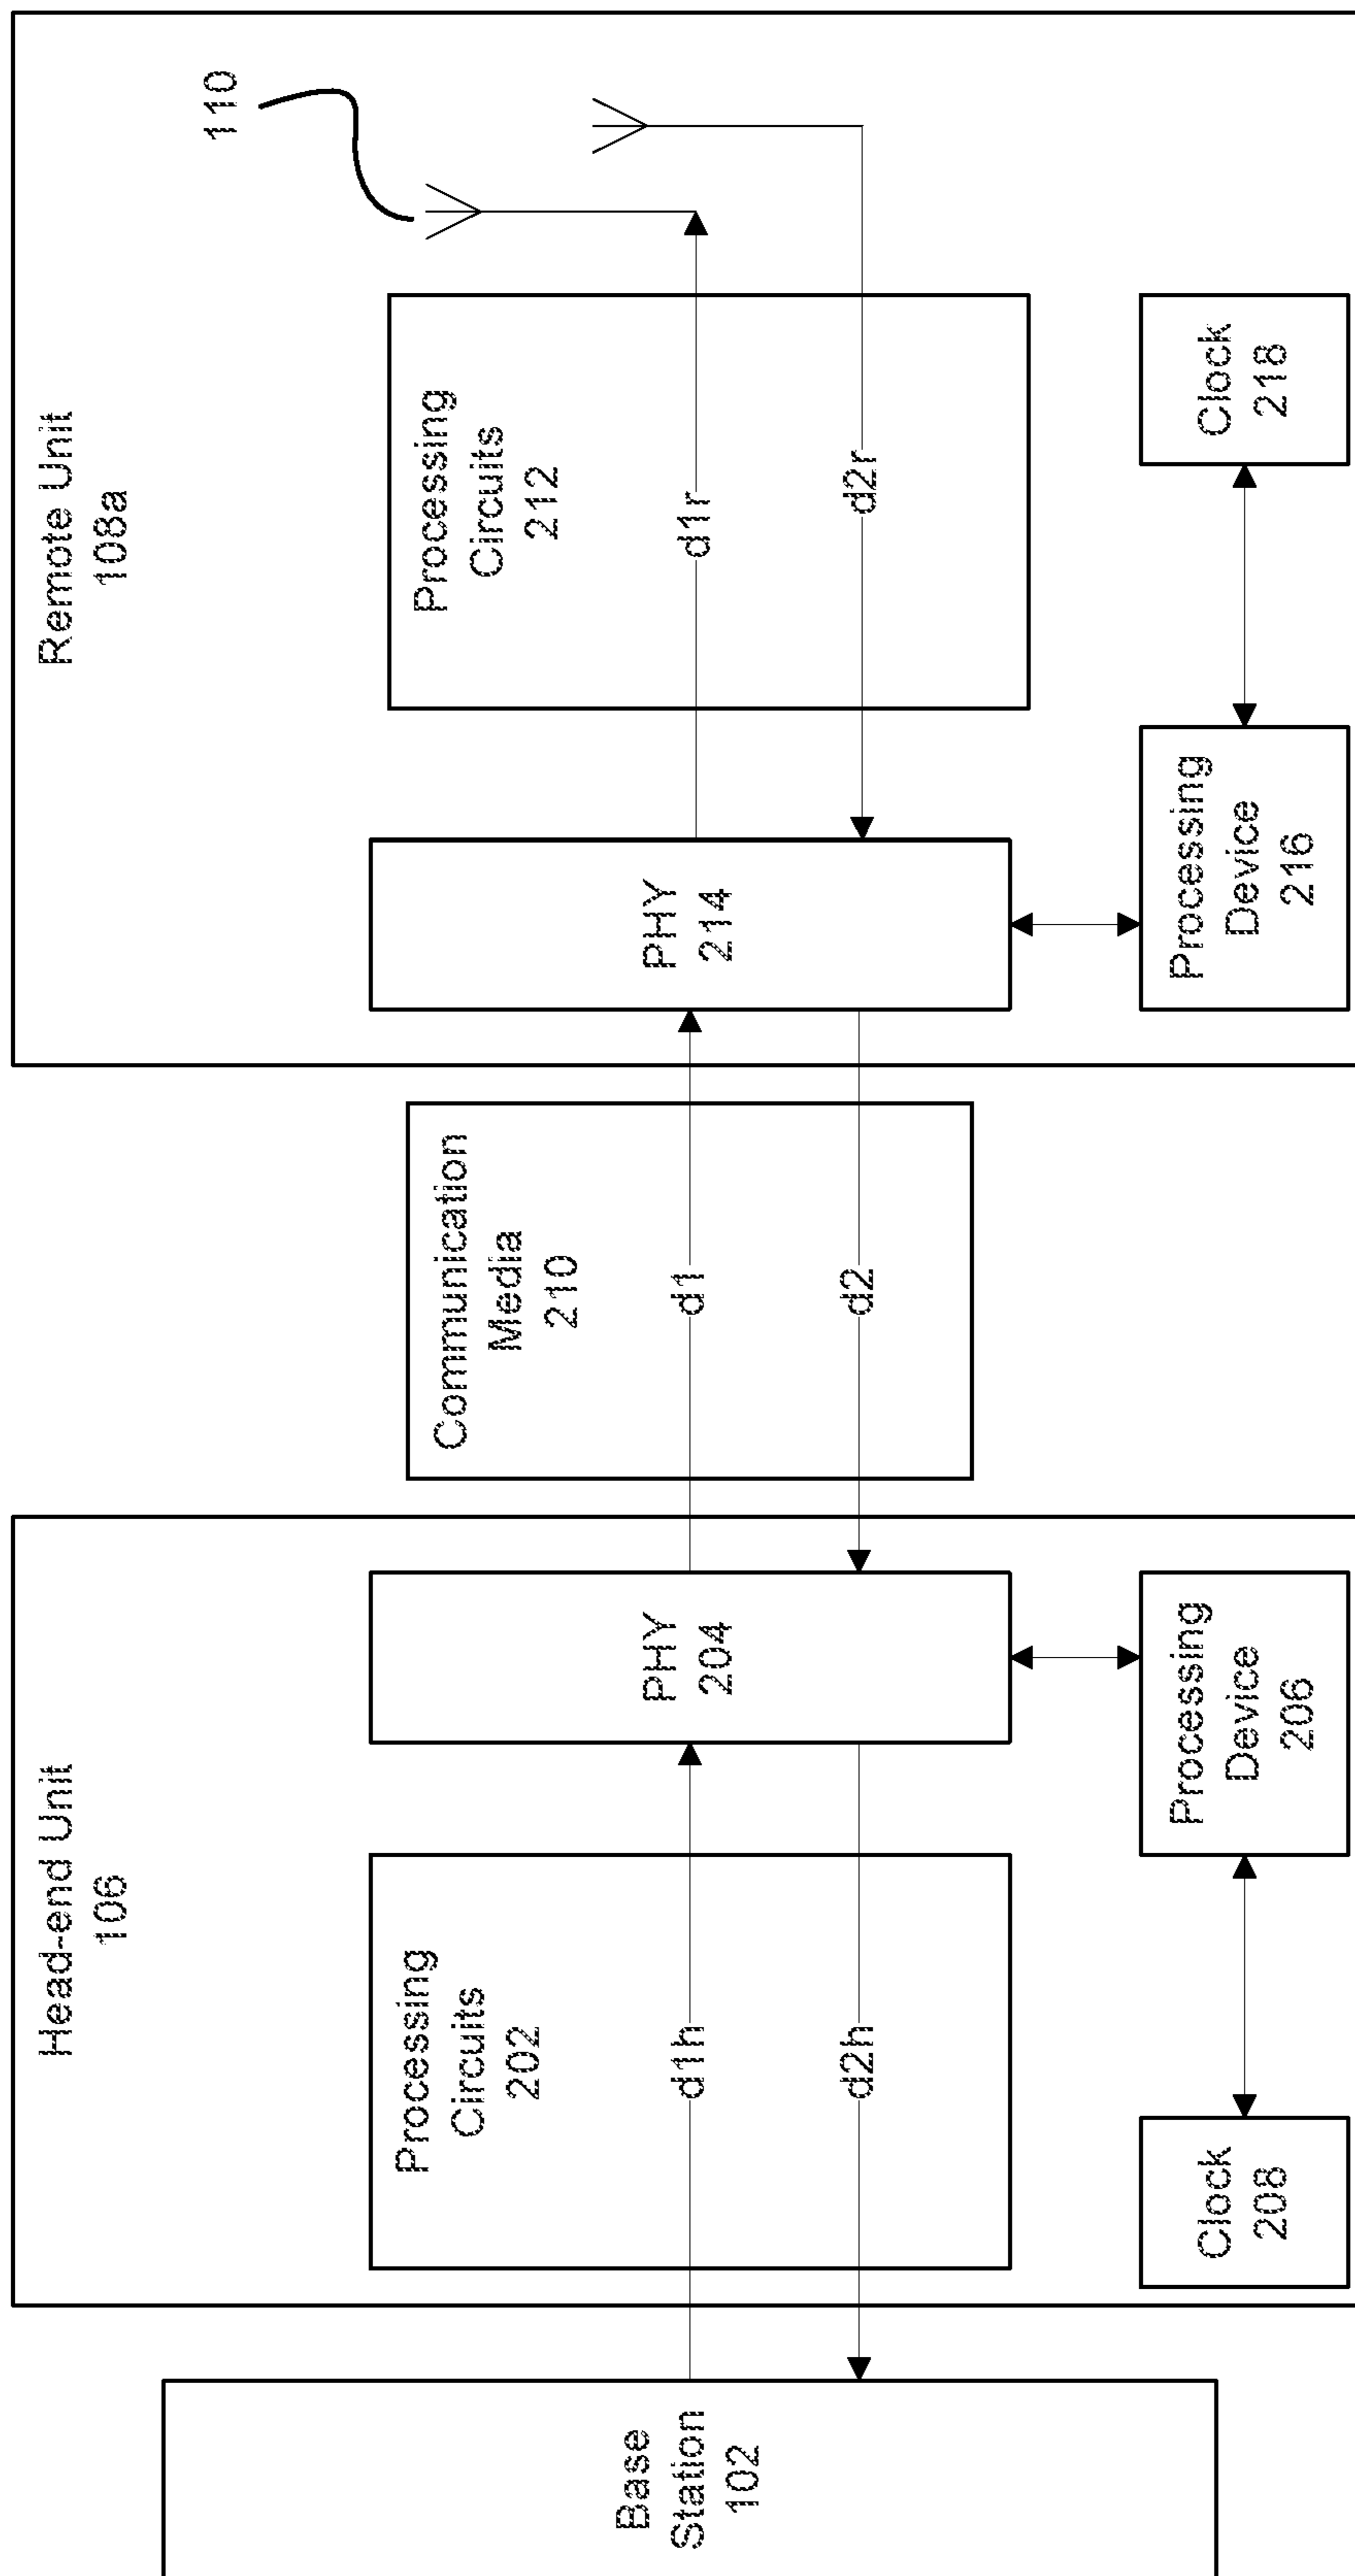 Base
Station
102
Head-end Unit
106
Processing
Circuits
202
d1h
d2h
Clock
208
PHY
204
Processing
Device
206
Communication
Media
210
d1
d2
Remote Unit
108a
PHY
214
Processing
Device
216
Processing
Circuits
212
d1r
d2r
Clock
218
110